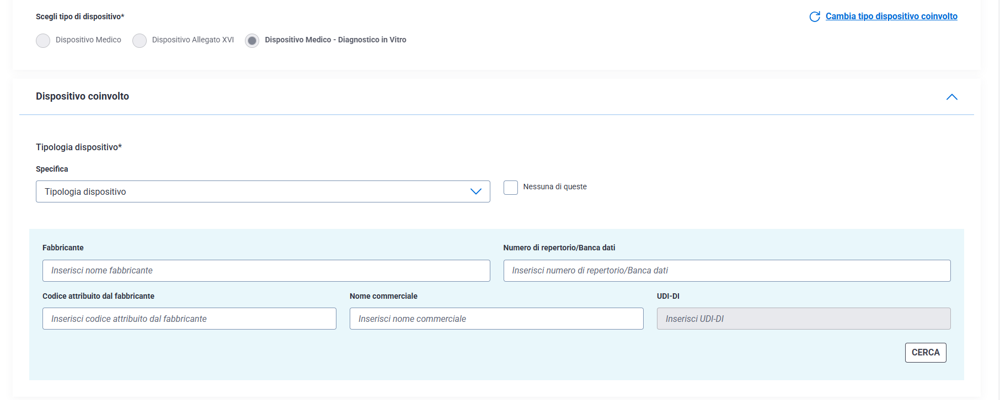 Scegli tipo di dispositivo*
Cambia tipo dispositivo coinvolto
Dispositivo Medico
Dispositivo Allegato XVI
Dispositivo Medico - Diagnostico in Vitro
Dispositivo coinvolto
Tipologia dispositivo*
Specifica
Tipologia dispositivo
Nessuna di queste
Fabbricante
Numero di repertorio/Banca dati
Inserisci nome fabbricante
Inserisci numero di repertorio/Banca dati
Codice attribuito dal fabbricante
Nome commerciale
UDI-DI
Inserisci codice attribuito dal fabbricante
Inserisci nome commerciale
Inserisci UDI-DI
CERCA